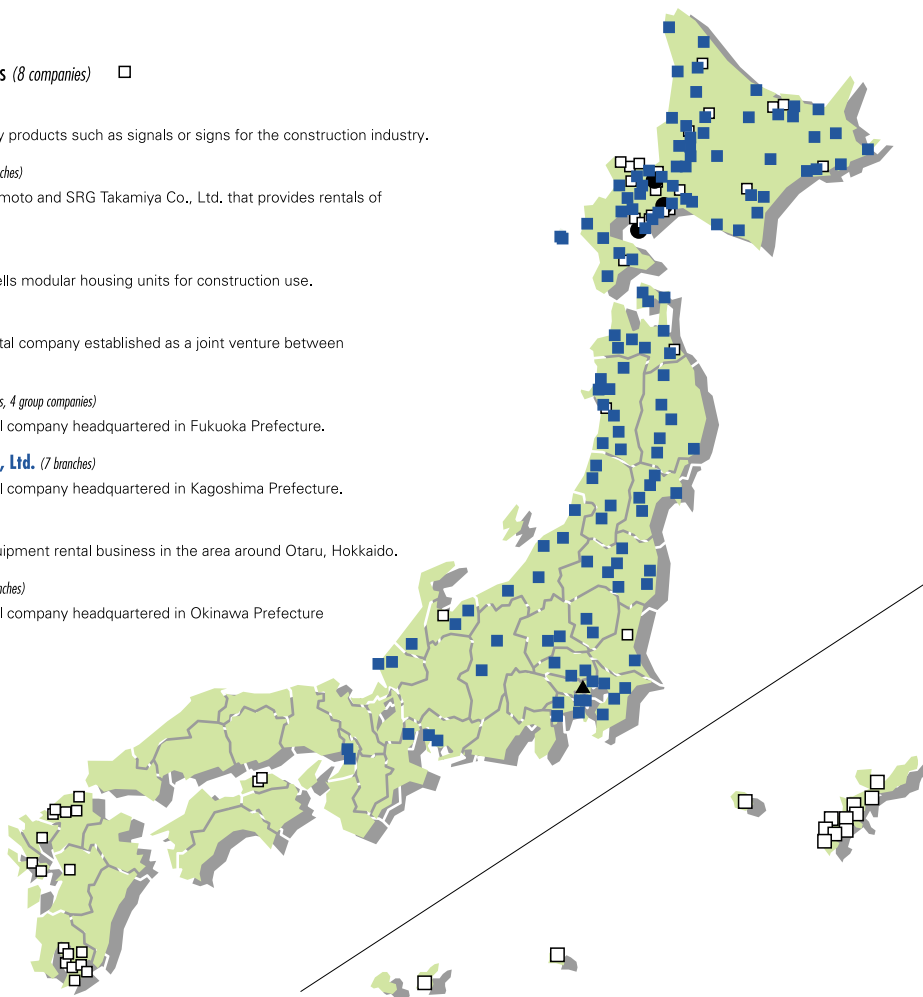 s (8 companies)
y products such as signals or signs for the construction industry.
ches)
moto and SRG Takamiya Co., Ltd. that provides rentals of
ells modular housing units for construction use.
tal company established as a joint venture between
s, 4 group companies)
l company headquartered in Fukuoka Prefecture.
, Ltd. (7 branches)
l company headquartered in Kagoshima Prefecture.
uipment rental business in the area around Otaru, Hokkaido.
nches)
l company headquartered in Okinawa Prefecture